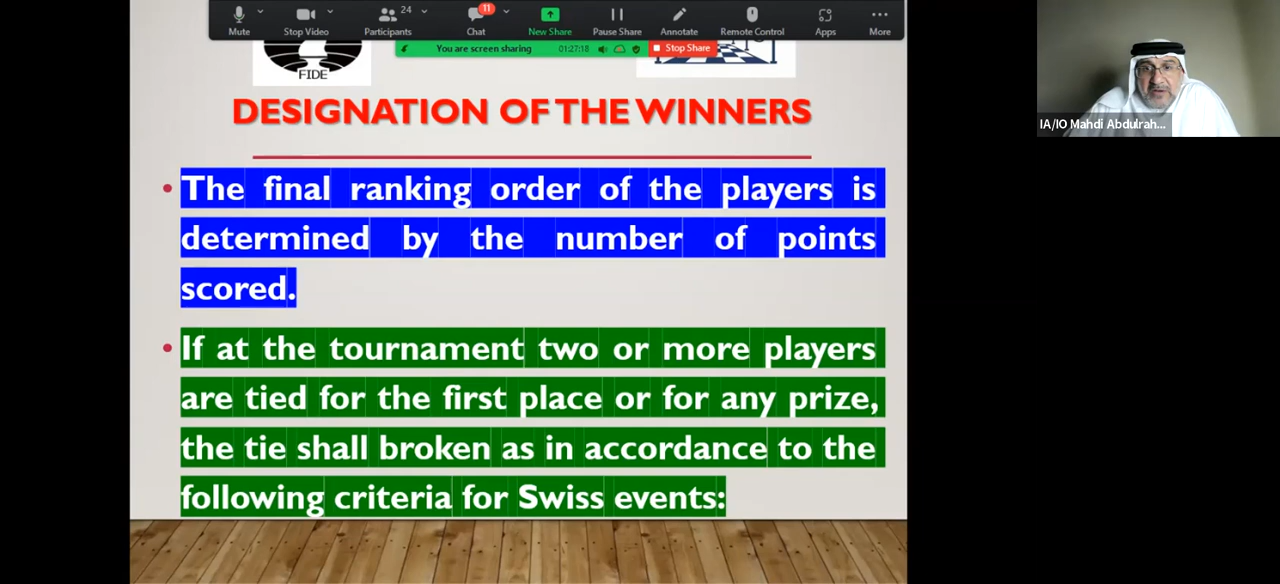 24
11
Mute
Stop Video
Participants
Chat
New Share
Pause Share
Annotate
Remote Control
Apps
More
You are screen sharing
01:27:18
Stop Share
FIDE
DESIGNATION OF THE WINNERS
• The final ranking order of the players is
determined by the number of points
scored.
• If at the tournament two or more players
are tied for the first place or for any prize,
the tie shall broken as in accordance to the
following criteria for Swiss events:
IA/IO Mahdi Abdulrah...